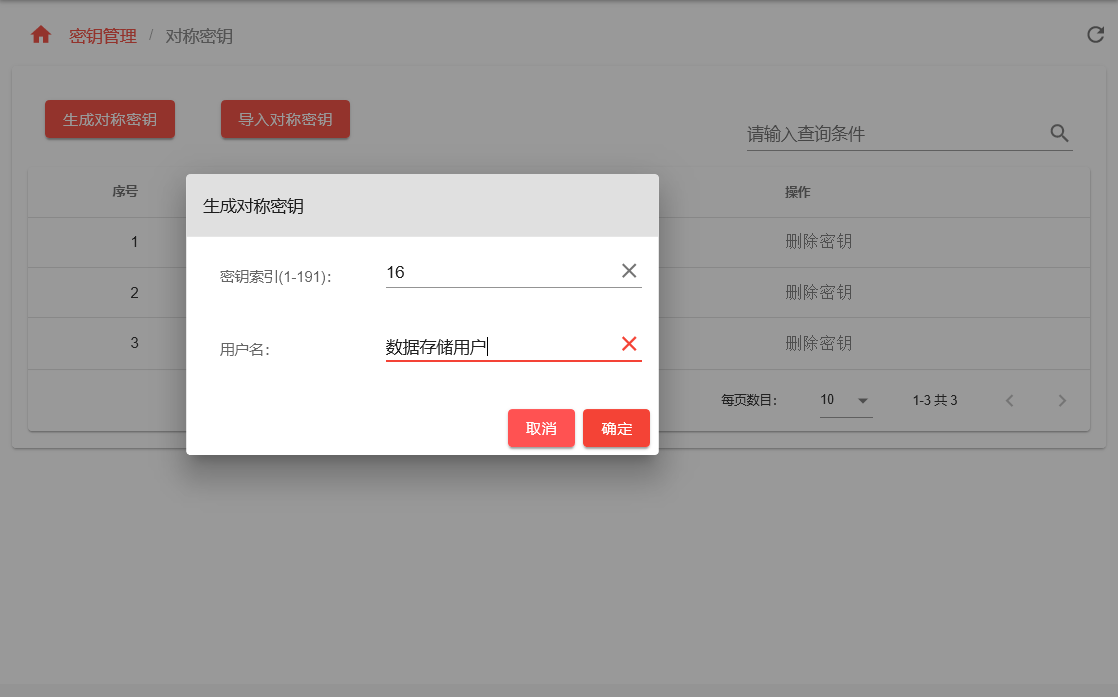 密钥管理 / 对称密钥
生成对称密钥 导入对称密钥
请输入查询条件
序号 操作
生成对称密钥
1 删除密钥
密钥索引(1-191): 16
2 删除密钥
用户名: 数据存储用户
3 删除密钥
每页数目: 10 1-3 共 3
取消 确定